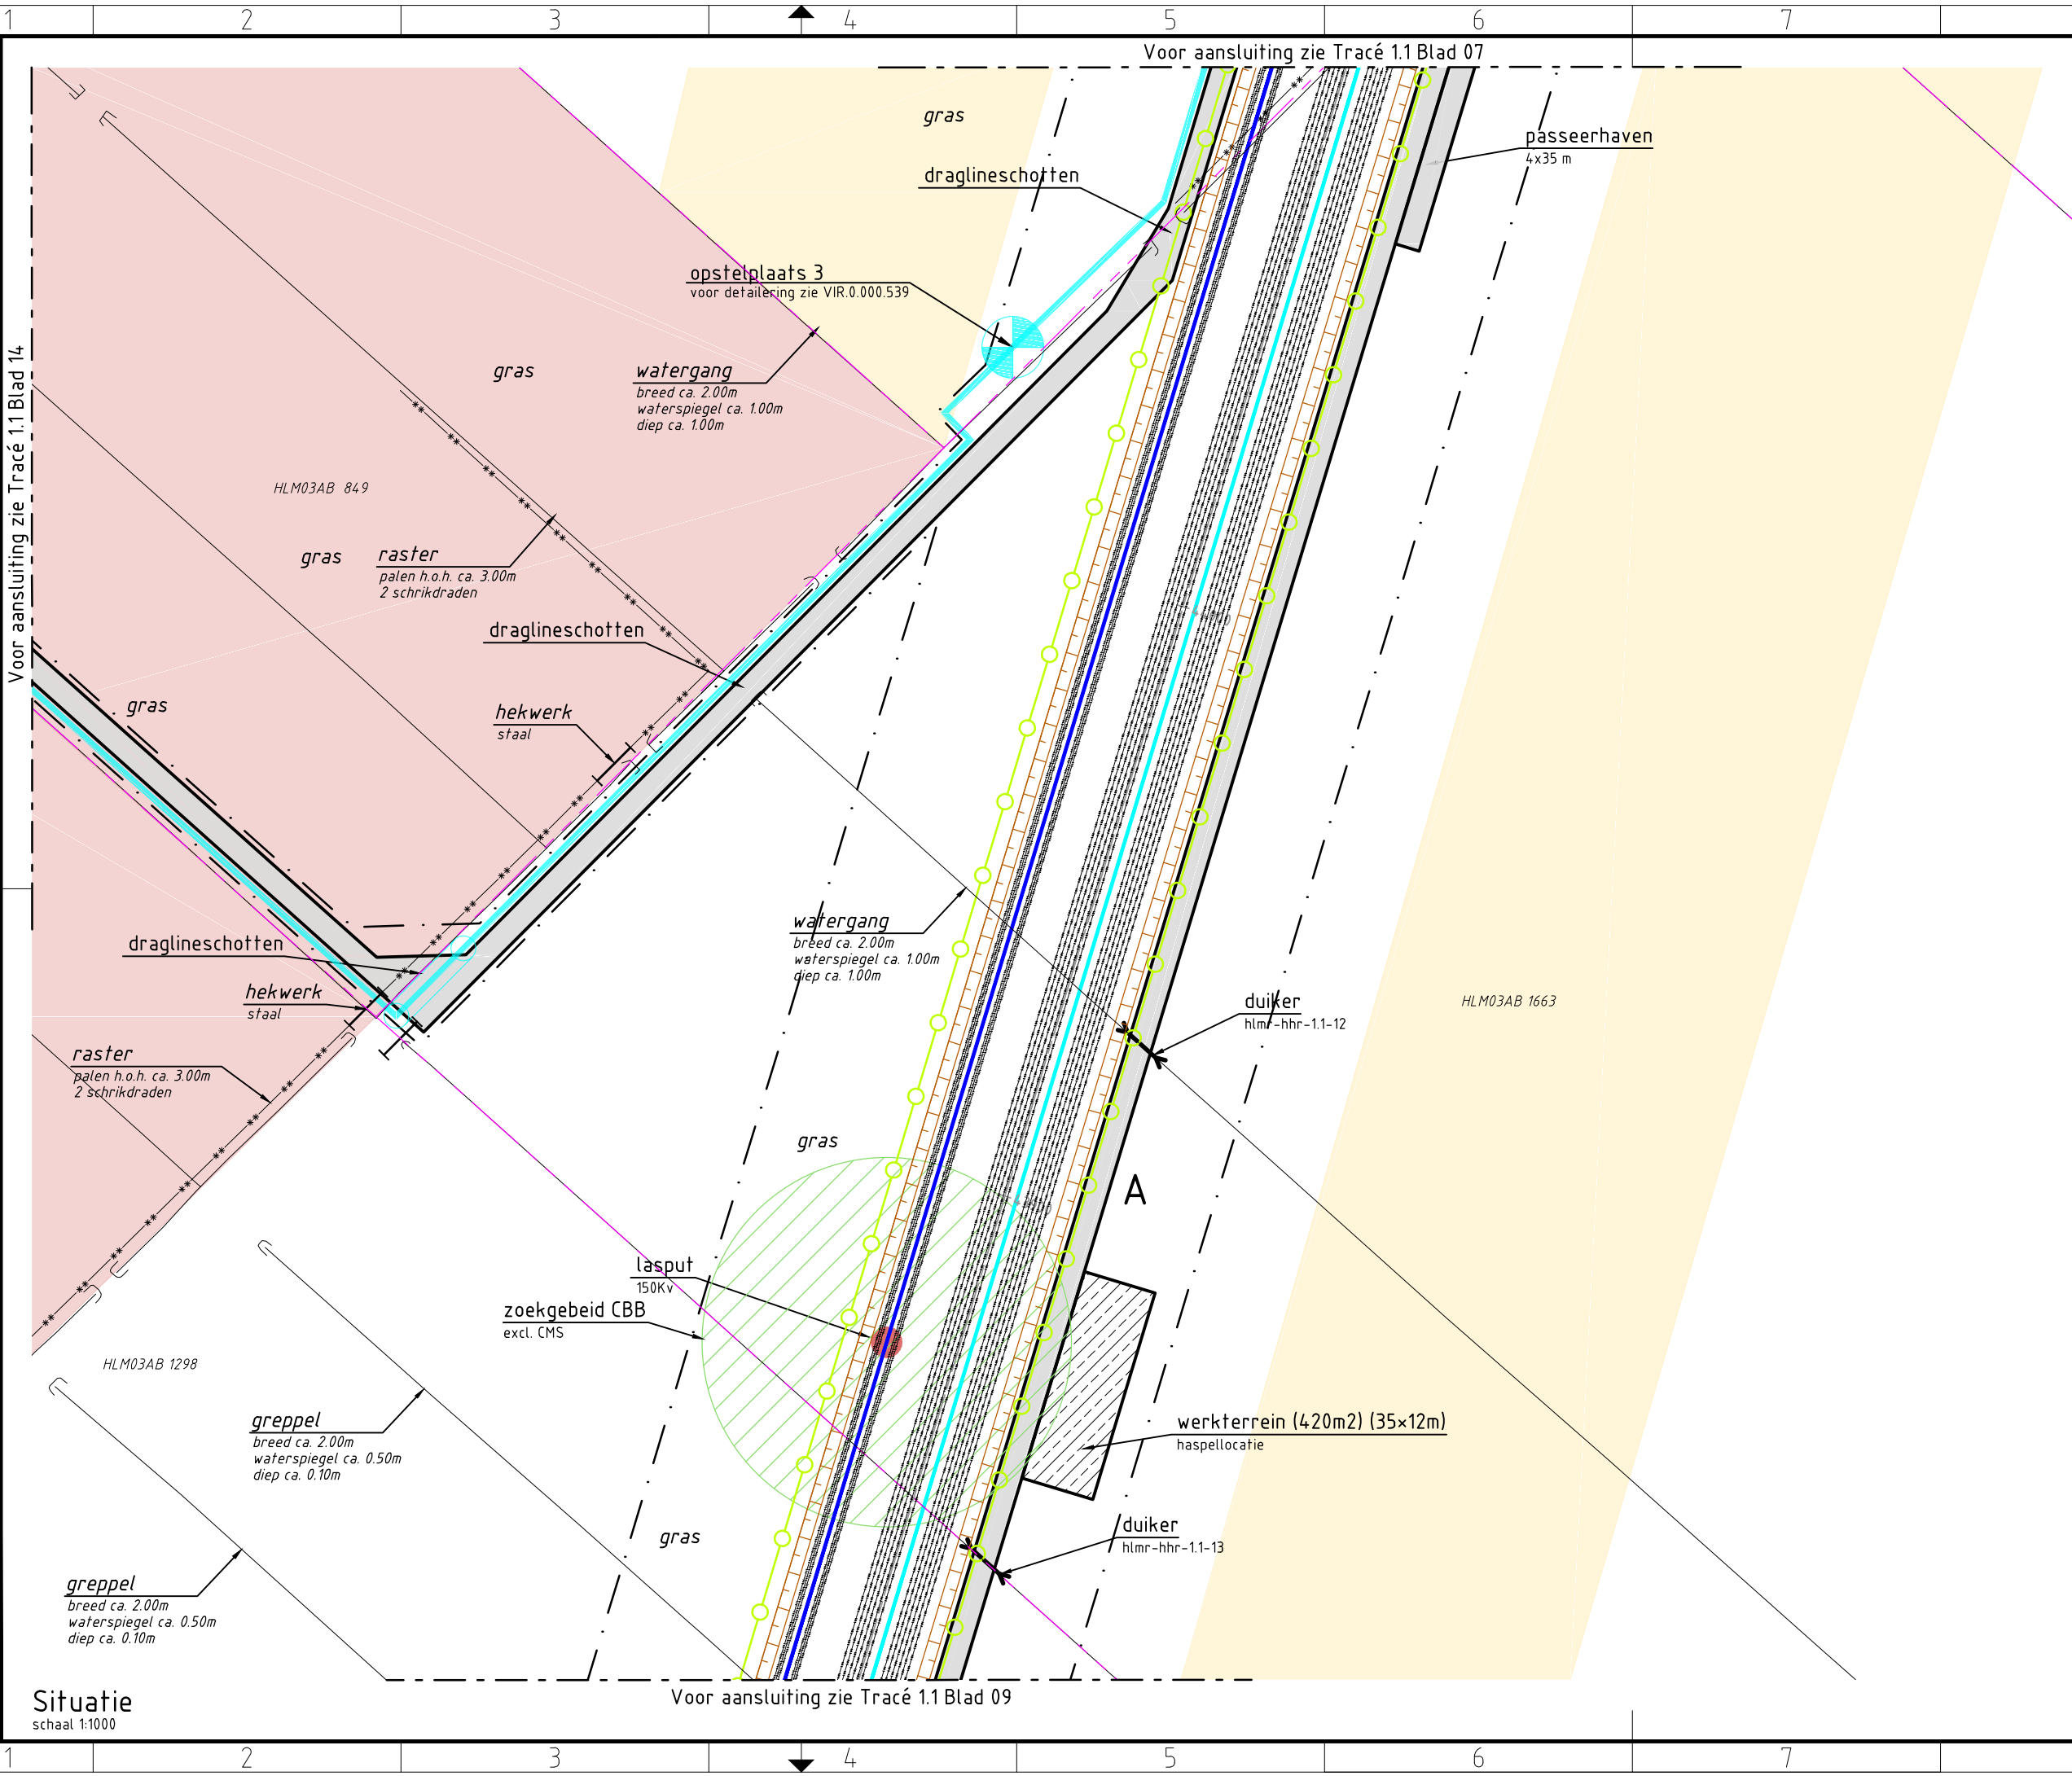 1 2 3 4 5 6 7
Voor aansluiting zie Tracé 1.1 Blad 07
gras
passeerhaven
4x35 m
draglineschotten
opstelplaats 3
voor detailering zie VIR.0.000.539
Voor aansluiting zie Tracé 1.1 Blad 14
gras
watergang
breed ca. 2.00m
waterspiegel ca. 1.00m
diep ca. 1.00m
HLM03AB 849
gras
raster
palen h.o.h. ca. 3.00m
2 schrikdraden
draglineschotten
gras
hekwerk
staal
watergang
breed ca. 2.00m
waterspiegel ca. 1.00m
diep ca. 1.00m
draglineschotten
hekwerk
staal
duiker
hlmr-hhr-1.1-12
HLM03AB 1663
raster
palen h.o.h. ca. 3.00m
2 schrikdraden
gras
A
lasput
150Kv
zoekgebeid CBB
excl. CMS
HLM03AB 1298
greppel
breed ca. 2.00m
waterspiegel ca. 0.50m
diep ca. 0.10m
werkterrein (420m2) (35x12m)
haspellocatie
gras
duiker
hlmr-hhr-1.1-13
greppel
breed ca. 2.00m
waterspiegel ca. 0.50m
diep ca. 0.10m
Voor aansluiting zie Tracé 1.1 Blad 09
Situatie
schaal 1:1000
1 2 3 4 5 6 7